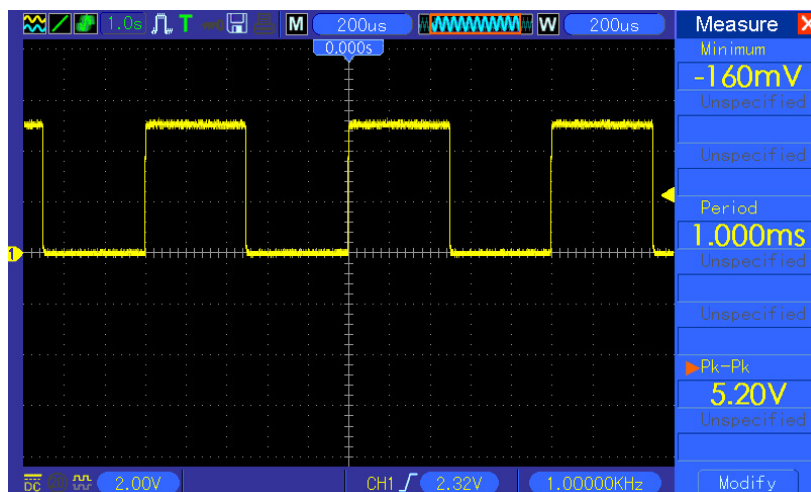 1.0s T M 200us W 200us Measure X
0.000s
Minimum
-160mV
Unspecified
Unspecified
Period
1.000ms
Unspecified
Unspecified
Pk-Pk
5.20V
Unspecified
1
DC 2.00V CH1 2.32V 1.00000KHz Modify